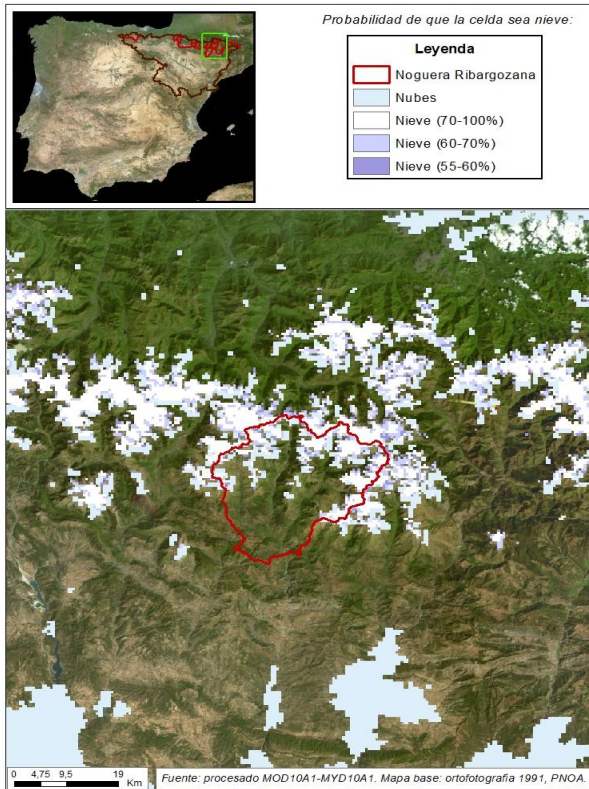 Probabilidad de que la celda sea nieve:
Leyenda
Noguera Ribargozana
Nubes
Nieve (70-100%)
Nieve (60-70%)
Nieve (55-60%)
0 4,75 9,5 19
Km
Fuente: procesado MOD10A1-MYD10A1. Mapa base: ortofotografia 1991, PNOA.